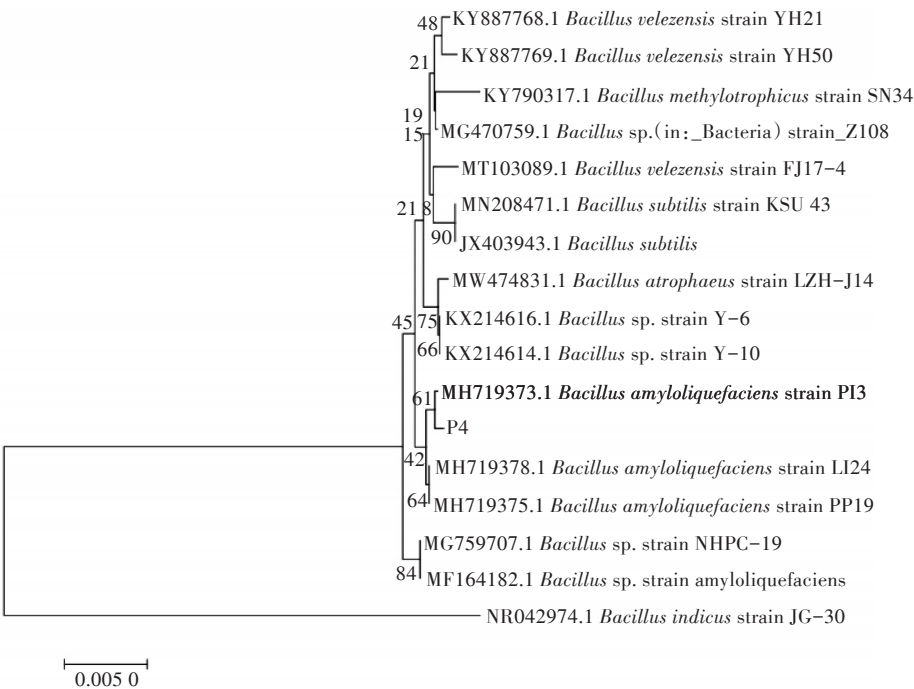 48
KY887768.1 Bacillus velezensis strain YH21
KY887769.1 Bacillus velezensis strain YH50
21
KY790317.1 Bacillus methylotrophicus strain SN34
19
MG470759.1 Bacillus sp.(in:_Bacteria) strain_Z108
15
MT103089.1 Bacillus velezensis strain FJ17-4
21
8
MN208471.1 Bacillus subtilis strain KSU 43
90
JX403943.1 Bacillus subtilis
MW474831.1 Bacillus atrophaeus strain LZH-J14
45
75
KX214616.1 Bacillus sp. strain Y-6
66
KX214614.1 Bacillus sp. strain Y-10
61
MH719373.1 Bacillus amyloliquefaciens strain PI3
P4
42
MH719378.1 Bacillus amyloliquefaciens strain LI24
64
MH719375.1 Bacillus amyloliquefaciens strain PP19
MG759707.1 Bacillus sp. strain NHPC-19
84
MF164182.1 Bacillus sp. strain amyloliquefaciens
NR042974.1 Bacillus indicus strain JG-30
0.005 0